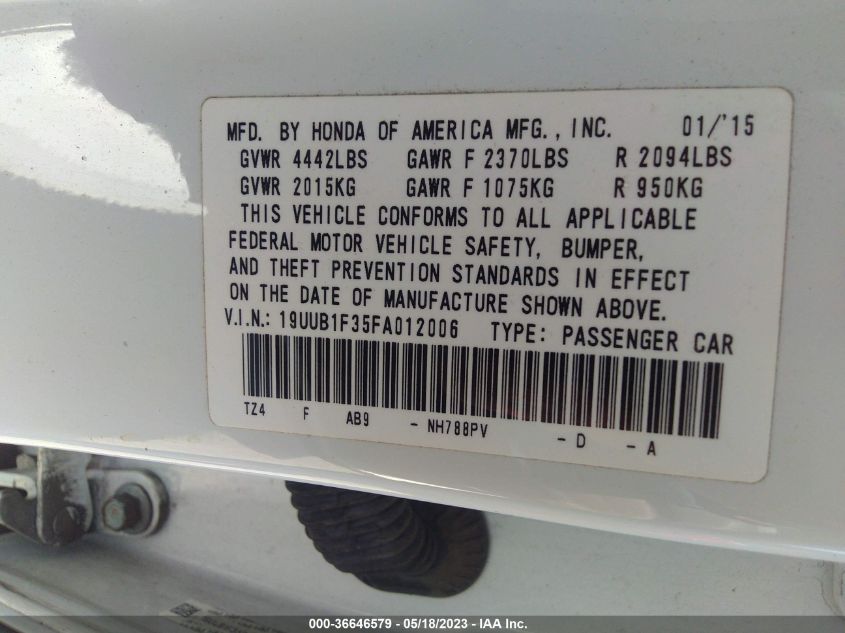 MFD. BY HONDA OF AMERICA MFG., INC. 01/'15
GVWR 4442LBS GAWR F 2370LBS R 2094LBS
GVWR 2015KG GAWR F 1075KG R 950KG
THIS VEHICLE CONFORMS TO ALL APPLICABLE
FEDERAL MOTOR VEHICLE SAFETY, BUMPER,
AND THEFT PREVENTION STANDARDS IN EFFECT
ON THE DATE OF MANUFACTURE SHOWN ABOVE.
V.I.N.: 19UUB1F35FA012006 TYPE: PASSENGER CAR
TZ4 F AB9 - NH788PV - D - A
000-36646579 - 05/18/2023 - IAAI.com